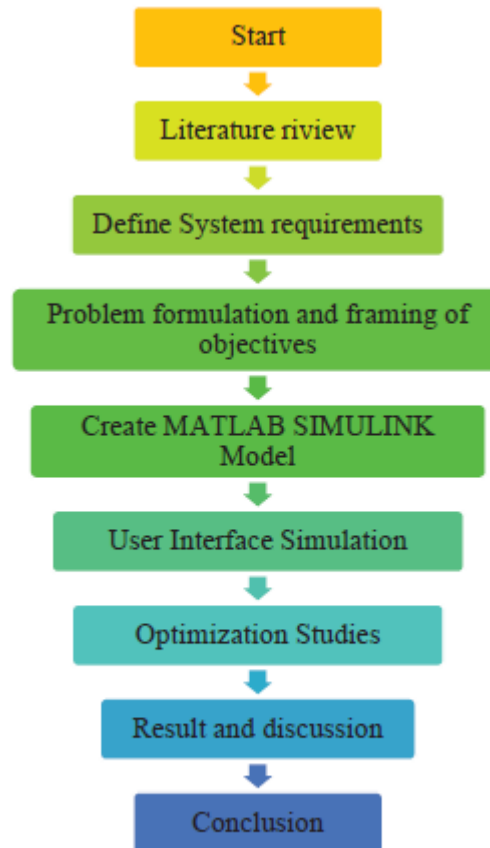 Start
Literature riview
Define System requirements
Problem formulation and framing of
objectives
Create MATLAB SIMULINK
Model
User Interface Simulation
Optimization Studies
Result and discussion
Conclusion